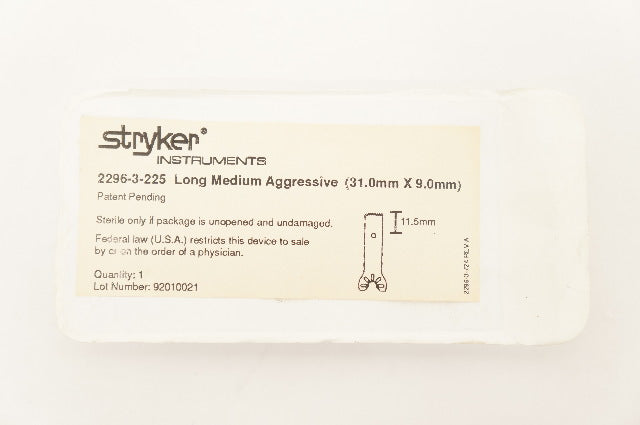 stryker®
INSTRUMENTS
2296-3-225 Long Medium Aggressive (31.0mm X 9.0mm)
Patent Pending
11.5mm
Sterile only if package is unopened and undamaged.
Federal law (U.S.A.) restricts this device to sale
by or on the order of a physician.
Quantity: 1
Lot Number: 92010021
REV A